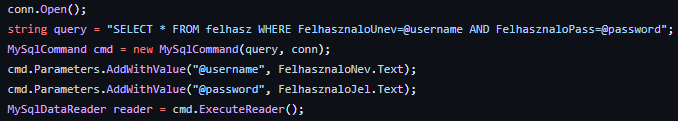 conn.Open();
string query = "SELECT * FROM felhasz WHERE FelhasznaloUnev=@username AND FelhasznaloPass=@password";
MySqlCommand cmd = new MySqlCommand(query, conn);
cmd.Parameters.AddWithValue("@username", FelhasznaloNev.Text);
cmd.Parameters.AddWithValue("@password", FelhasznaloJel.Text);
MySqlDataReader reader = cmd.ExecuteReader();